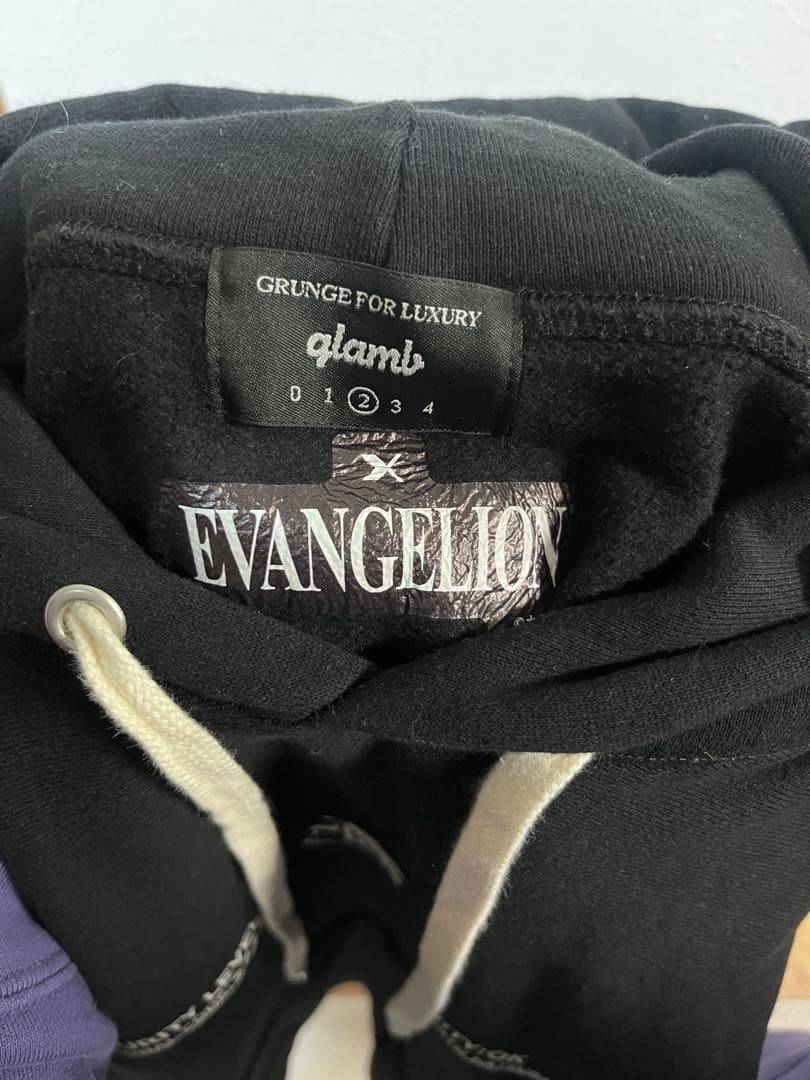 GRUNGE FOR LUXURY
glamb
0 1 2 3 4
X
EVANGELION